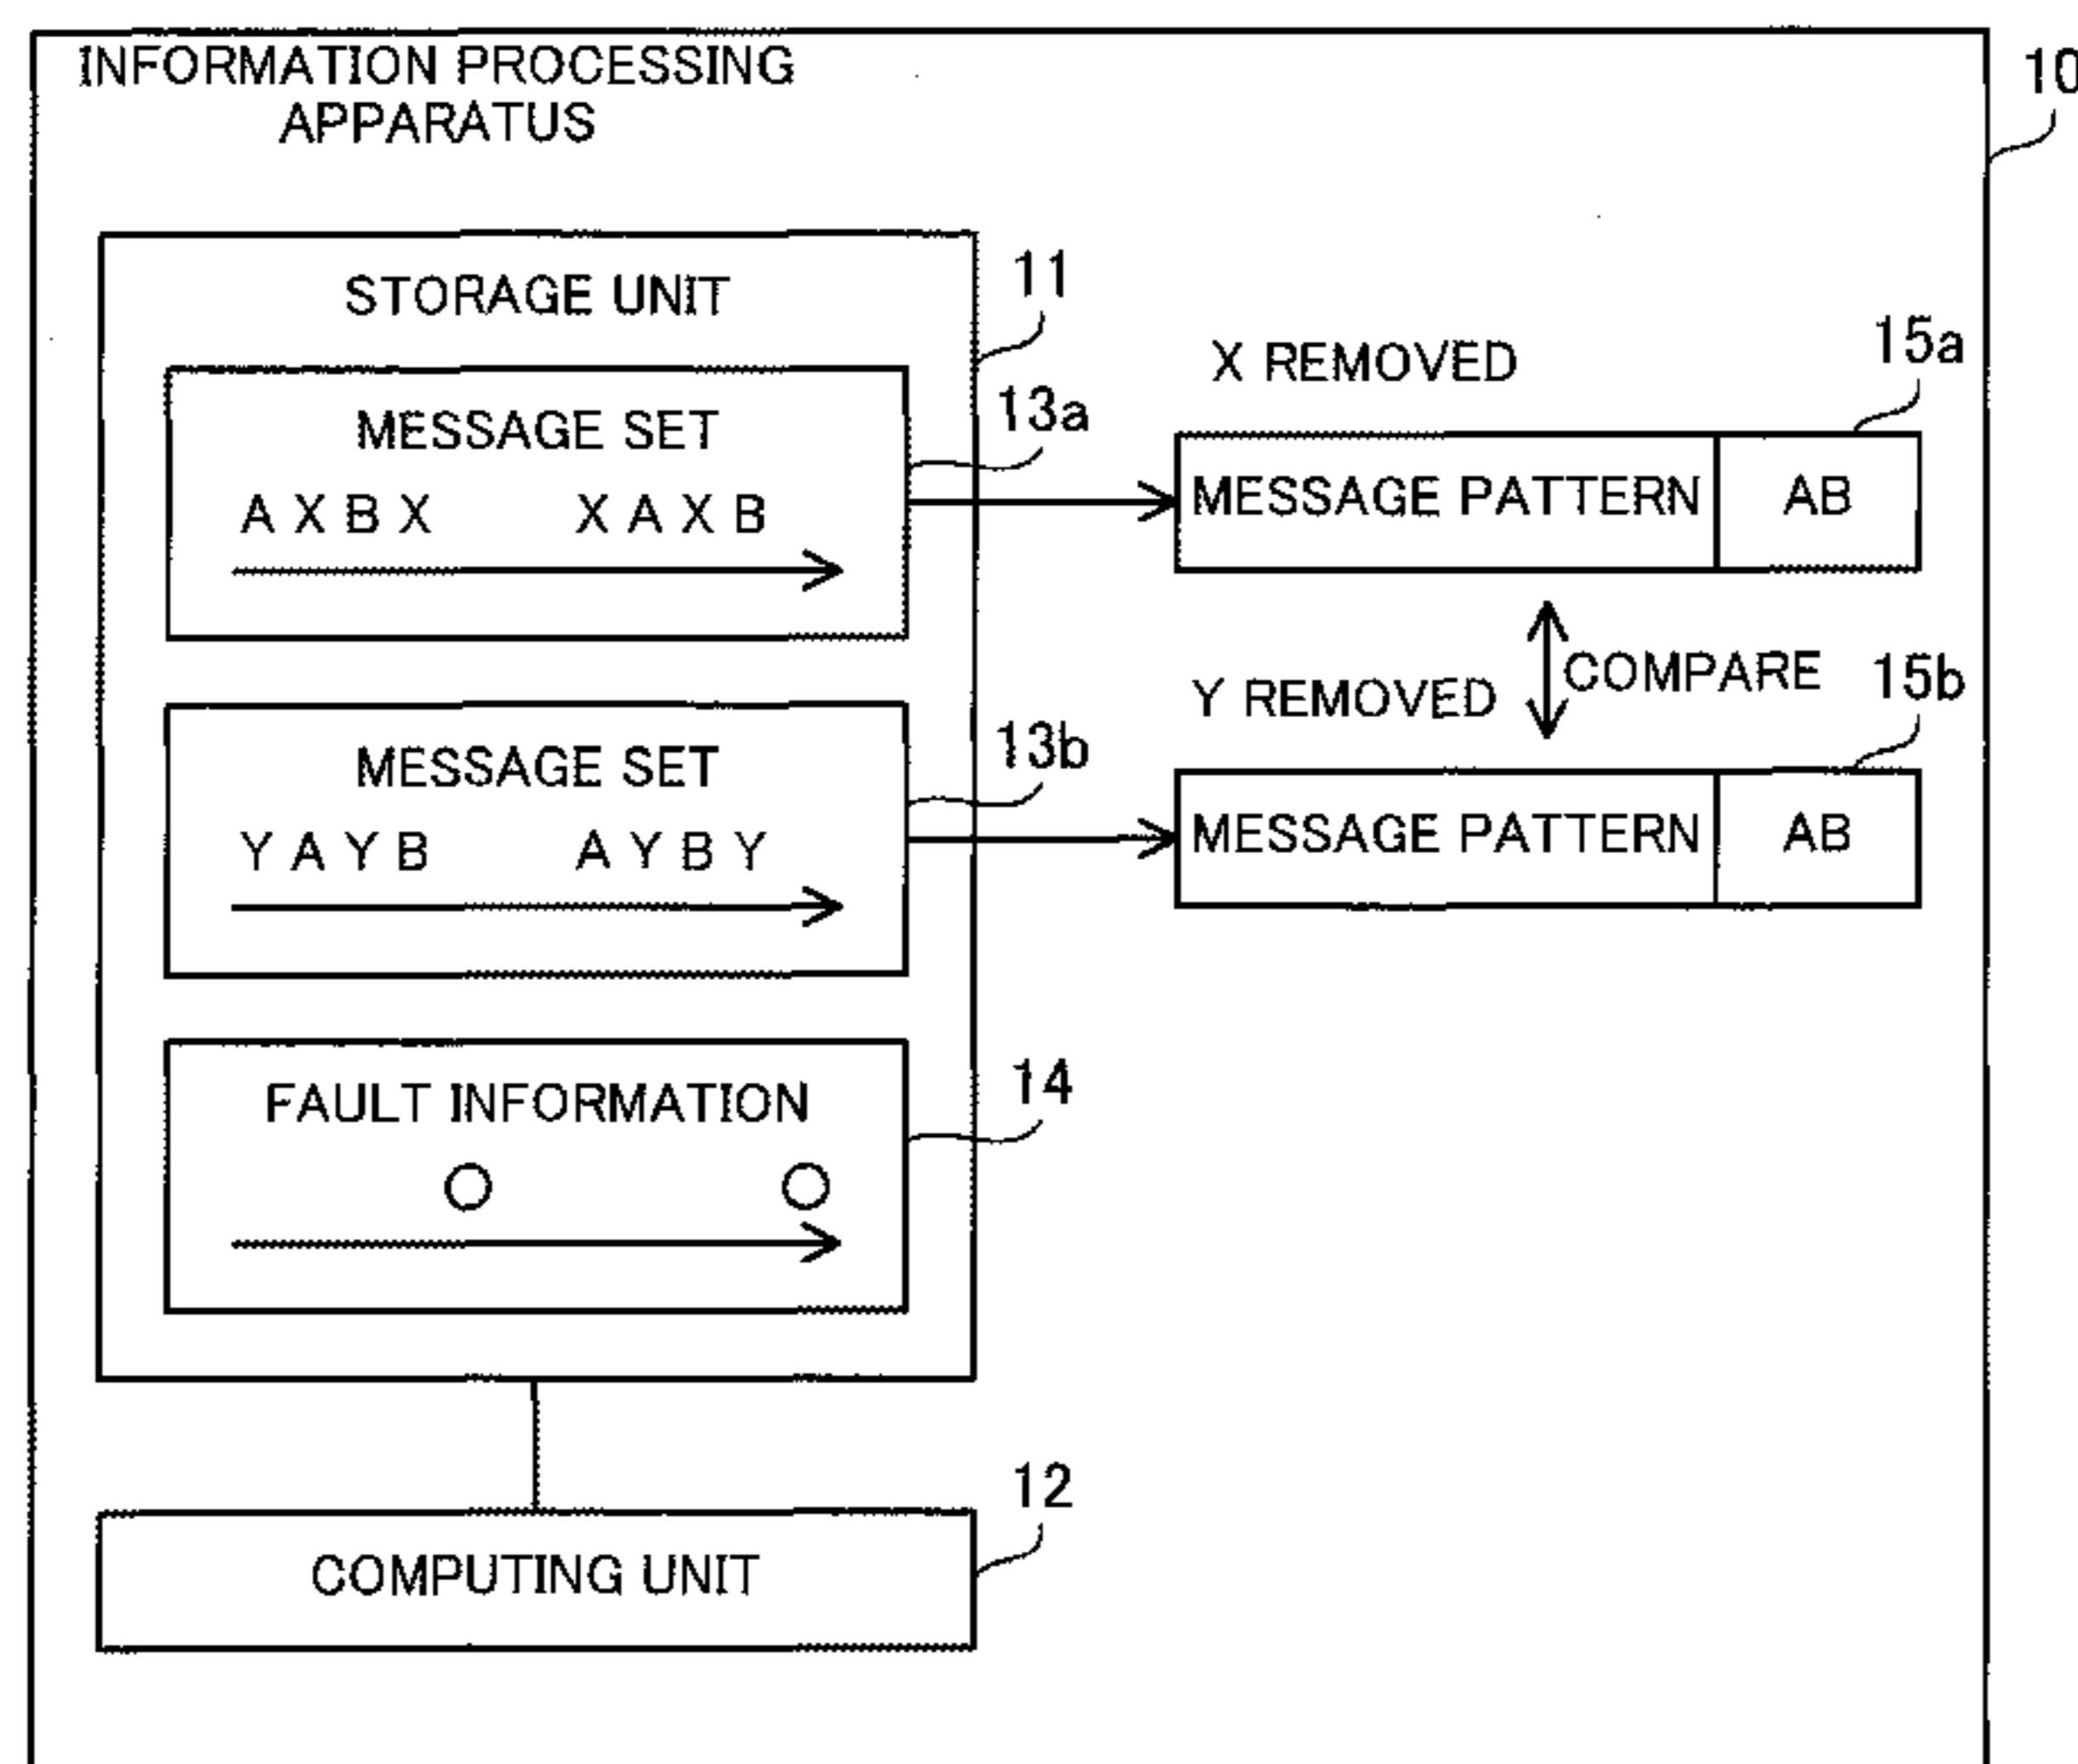 INFORMATION PROCESSING
APPARATUS
10
STORAGE UNIT
11
MESSAGE SET
13a
A X B X X A X B
X REMOVED
15a
MESSAGE PATTERN AB
COMPARE
MESSAGE SET
13b
Y A Y B A Y B Y
Y REMOVED
15b
MESSAGE PATTERN AB
FAULT INFORMATION
14
COMPUTING UNIT
12